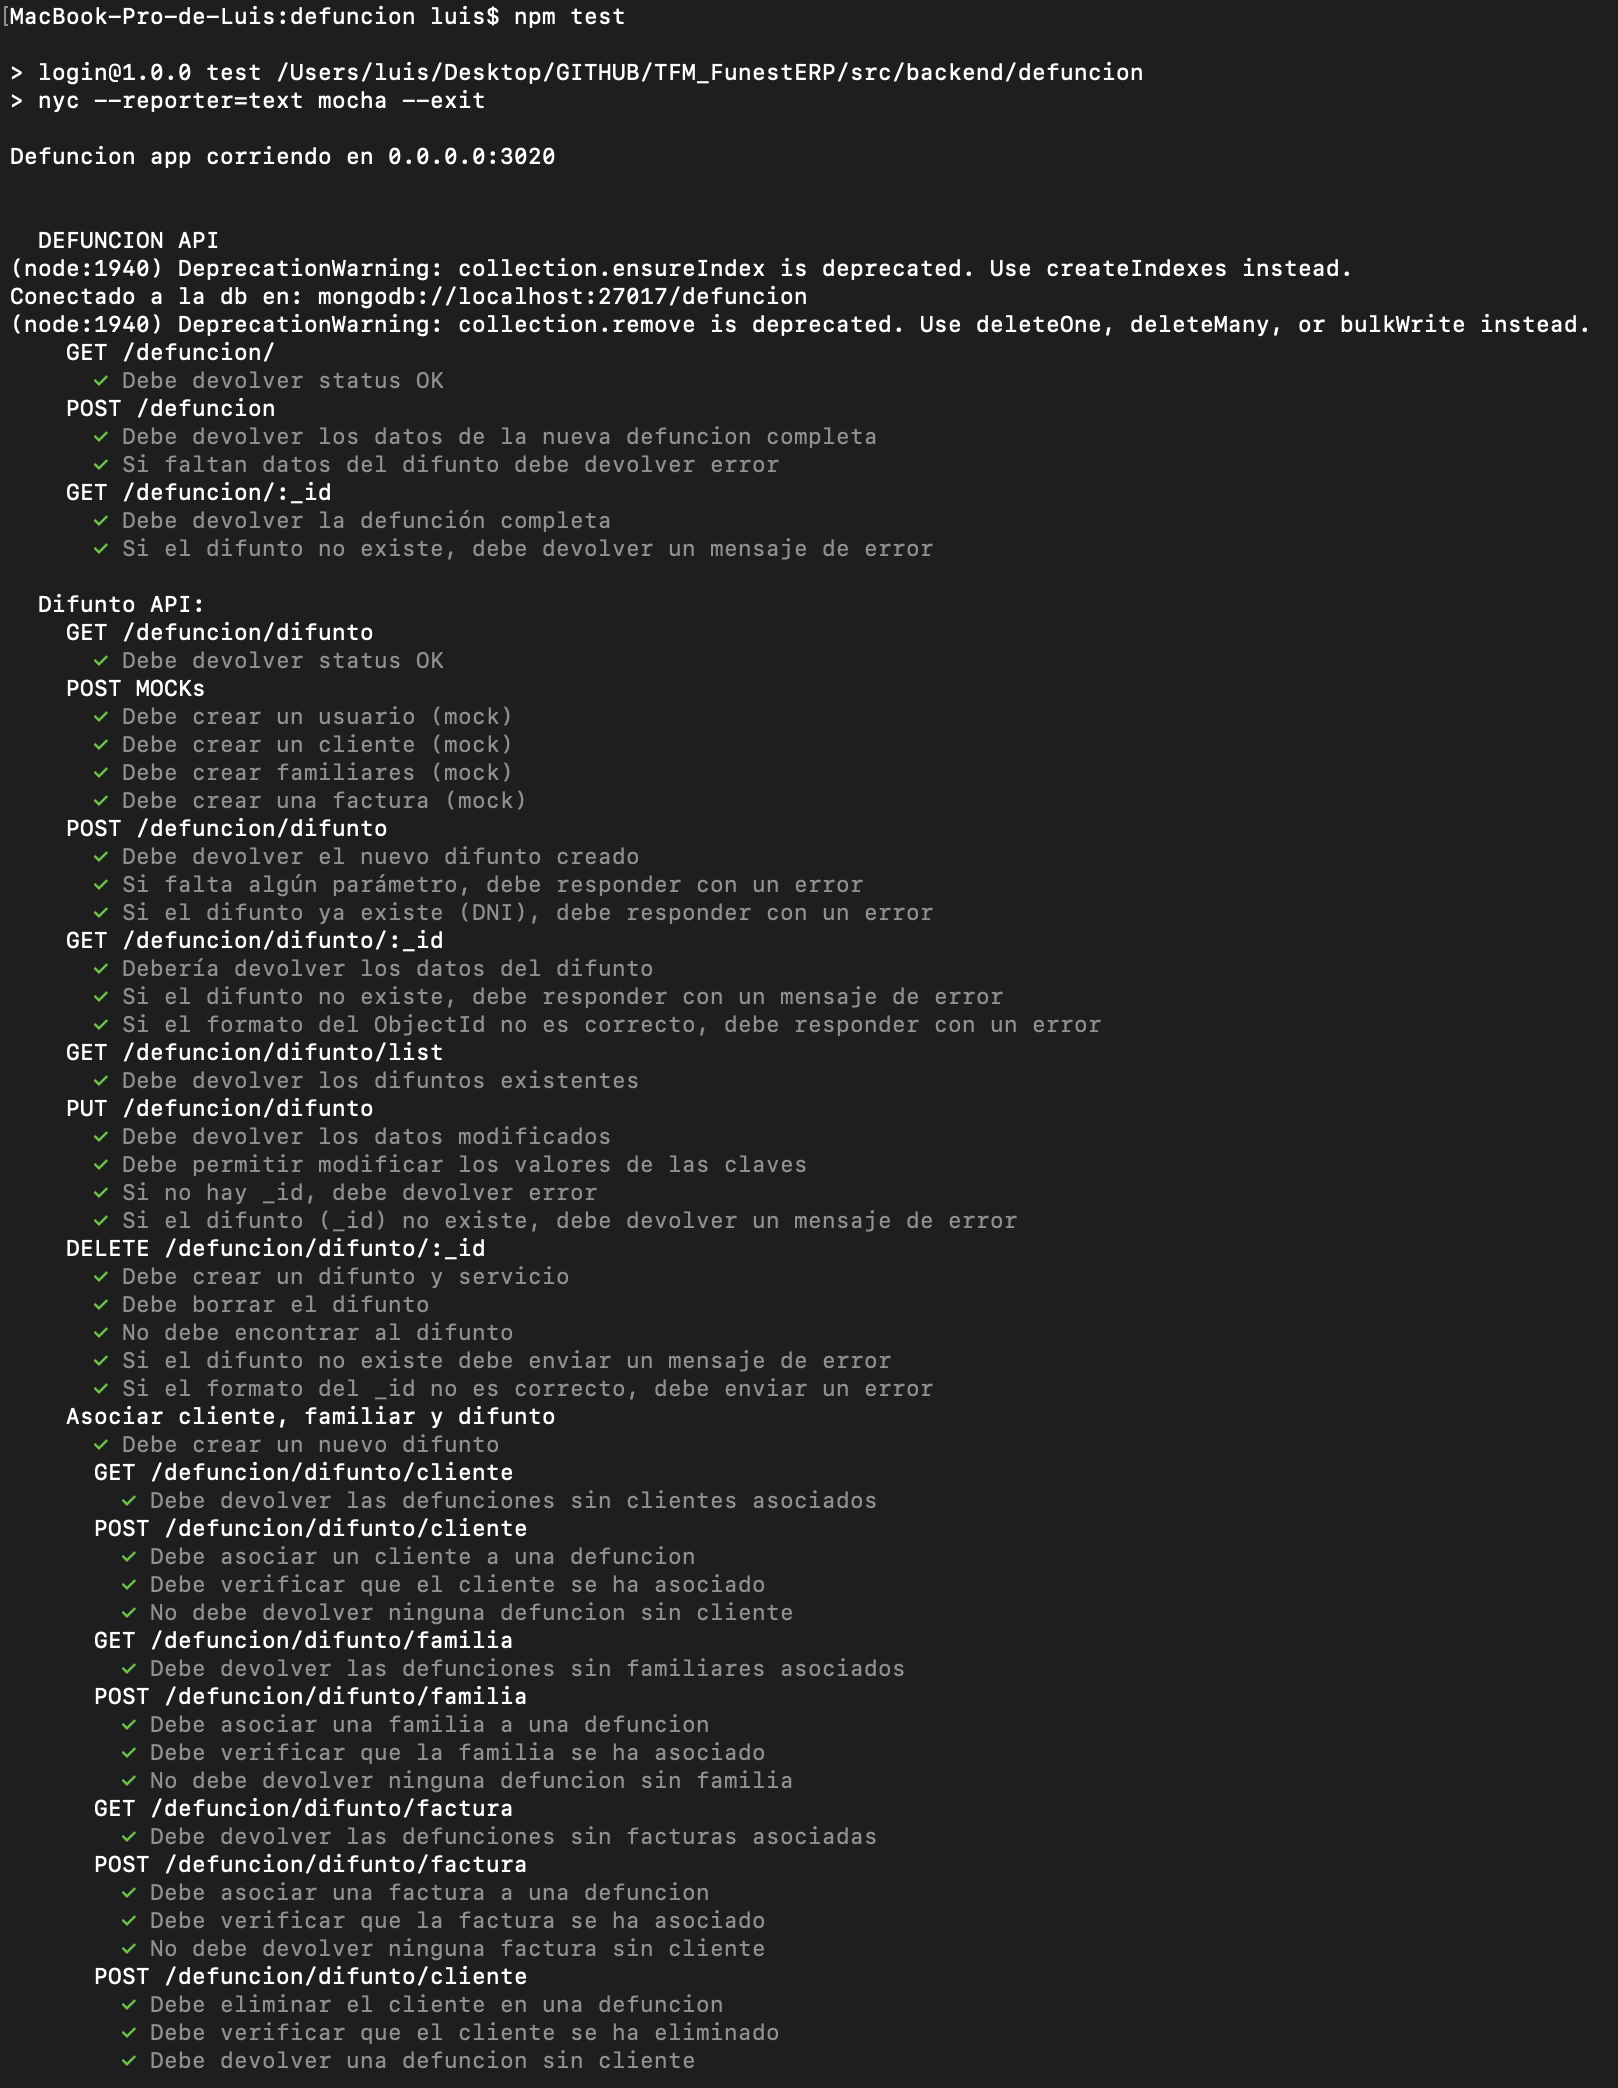 [MacBook-Pro-de-Luis:defuncion luis$ npm test
> login@1.0.0 test /Users/luis/Desktop/GITHUB/TFM_FunestERP/src/backend/defuncion
> nyc --reporter=text mocha --exit
Defuncion app corriendo en 0.0.0.0:3020
DEFUNCION API
(node:1940) DeprecationWarning: collection.ensureIndex is deprecated. Use createIndexes instead.
Conectado a la db en: mongodb://localhost:27017/defuncion
(node:1940) DeprecationWarning: collection.remove is deprecated. Use deleteOne, deleteMany, or bulkWrite instead.
GET /defuncion/
✓ Debe devolver status OK
POST /defuncion
✓ Debe devolver los datos de la nueva defuncion completa
✓ Si faltan datos del difunto debe devolver error
GET /defuncion/:_id
✓ Debe devolver la defunción completa
✓ Si el difunto no existe, debe devolver un mensaje de error
Difunto API:
GET /defuncion/difunto
✓ Debe devolver status OK
POST MOCKs
✓ Debe crear un usuario (mock)
✓ Debe crear un cliente (mock)
✓ Debe crear familiares (mock)
✓ Debe crear una factura (mock)
POST /defuncion/difunto
✓ Debe devolver el nuevo difunto creado
✓ Si falta algún parámetro, debe responder con un error
✓ Si el difunto ya existe (DNI), debe responder con un error
GET /defuncion/difunto/:_id
✓ Debería devolver los datos del difunto
✓ Si el difunto no existe, debe responder con un mensaje de error
✓ Si el formato del ObjectId no es correcto, debe responder con un error
GET /defuncion/difunto/list
✓ Debe devolver los difuntos existentes
PUT /defuncion/difunto
✓ Debe devolver los datos modificados
✓ Debe permitir modificar los valores de las claves
✓ Si no hay _id, debe devolver error
✓ Si el difunto (_id) no existe, debe devolver un mensaje de error
DELETE /defuncion/difunto/:_id
✓ Debe crear un difunto y servicio
✓ Debe borrar el difunto
✓ No debe encontrar al difunto
✓ Si el difunto no existe debe enviar un mensaje de error
✓ Si el formato del _id no es correcto, debe enviar un error
Asociar cliente, familiar y difunto
✓ Debe crear un nuevo difunto
GET /defuncion/difunto/cliente
✓ Debe devolver las defunciones sin clientes asociados
POST /defuncion/difunto/cliente
✓ Debe asociar un cliente a una defuncion
✓ Debe verificar que el cliente se ha asociado
✓ No debe devolver ninguna defuncion sin cliente
GET /defuncion/difunto/familia
✓ Debe devolver las defunciones sin familiares asociados
POST /defuncion/difunto/familia
✓ Debe asociar una familia a una defuncion
✓ Debe verificar que la familia se ha asociado
✓ No debe devolver ninguna defuncion sin familia
GET /defuncion/difunto/factura
✓ Debe devolver las defunciones sin facturas asociadas
POST /defuncion/difunto/factura
✓ Debe asociar una factura a una defuncion
✓ Debe verificar que la factura se ha asociado
✓ No debe devolver ninguna factura sin cliente
POST /defuncion/difunto/cliente
✓ Debe eliminar el cliente en una defuncion
✓ Debe verificar que el cliente se ha eliminado
✓ Debe devolver una defuncion sin cliente